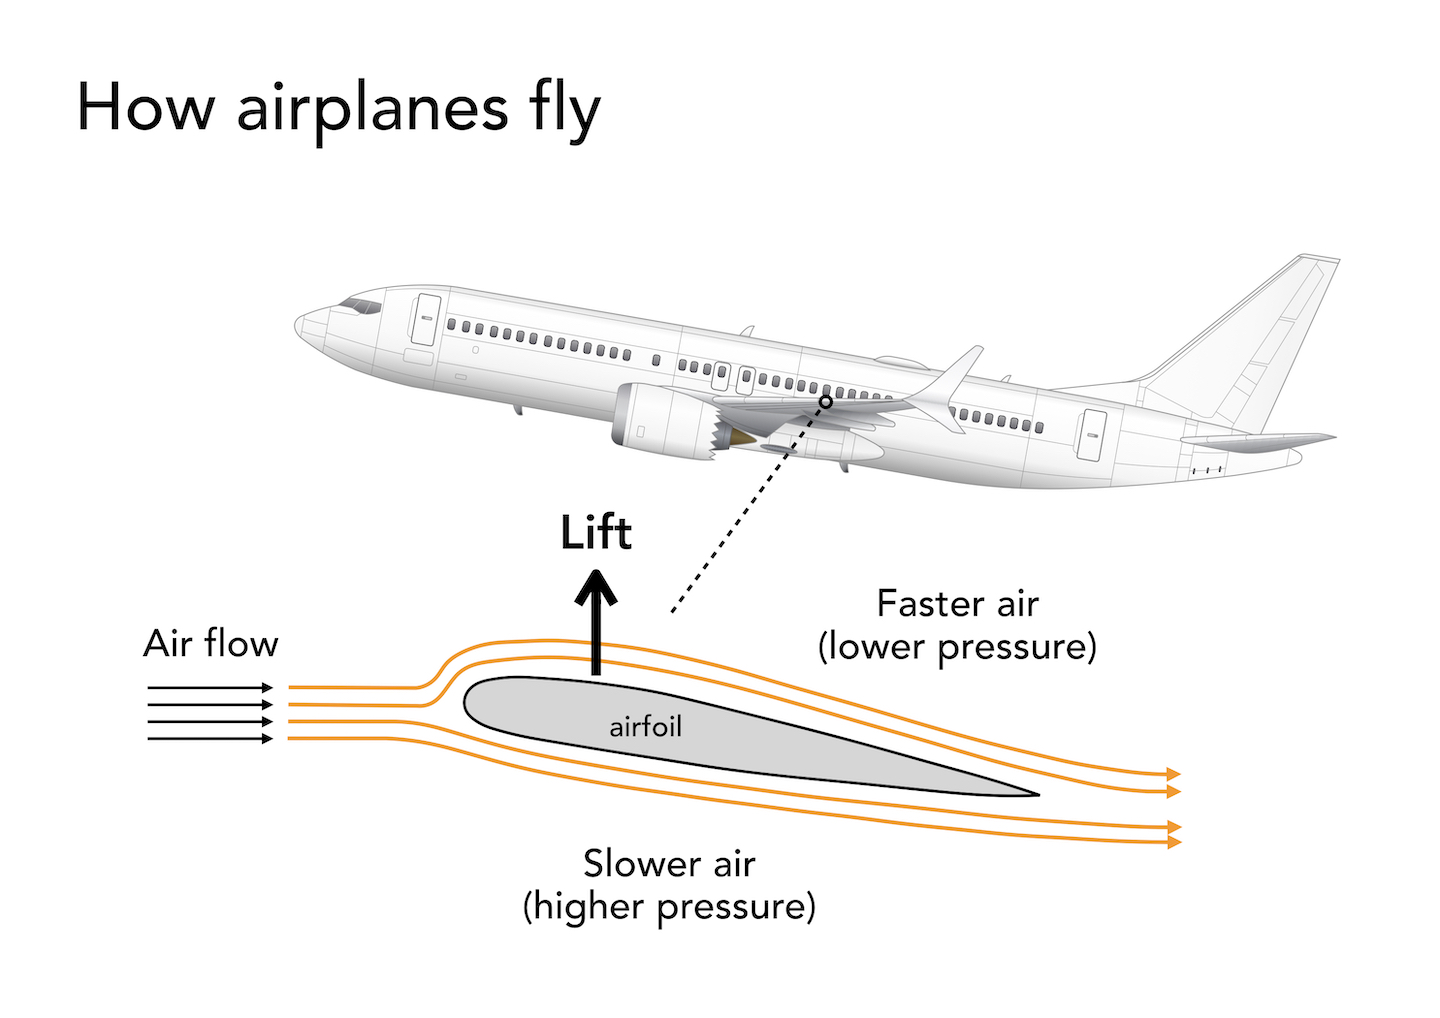 How airplanes fly
Lift
Faster air
(lower pressure)
Air flow
airfoil
Slower air
(higher pressure)